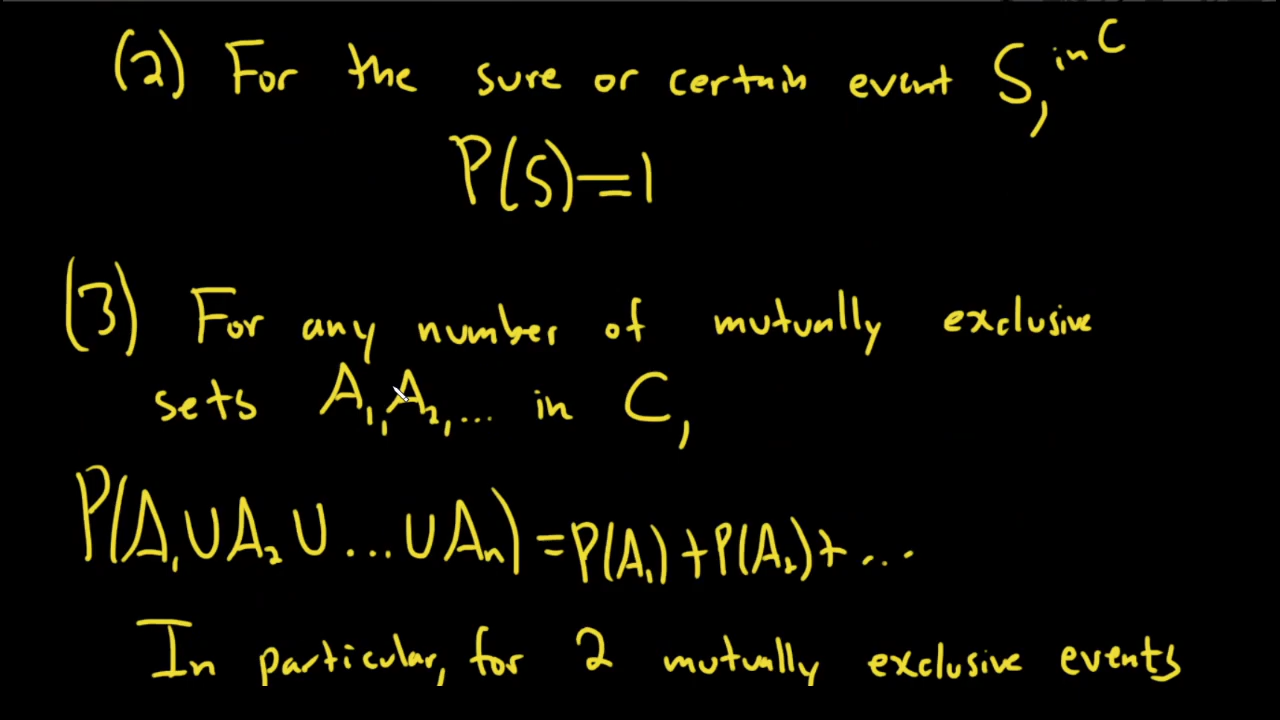 (2) For the sure or certain event S, in C
P(S)=1
(3) For any number of mutually exclusive
sets A₁, A₂, ... in C,
P(A₁ ∪ A₂ ∪ ... ∪ Aₙ) = P(A₁) + P(A₂) + ...
In particular, for 2 mutually exclusive events